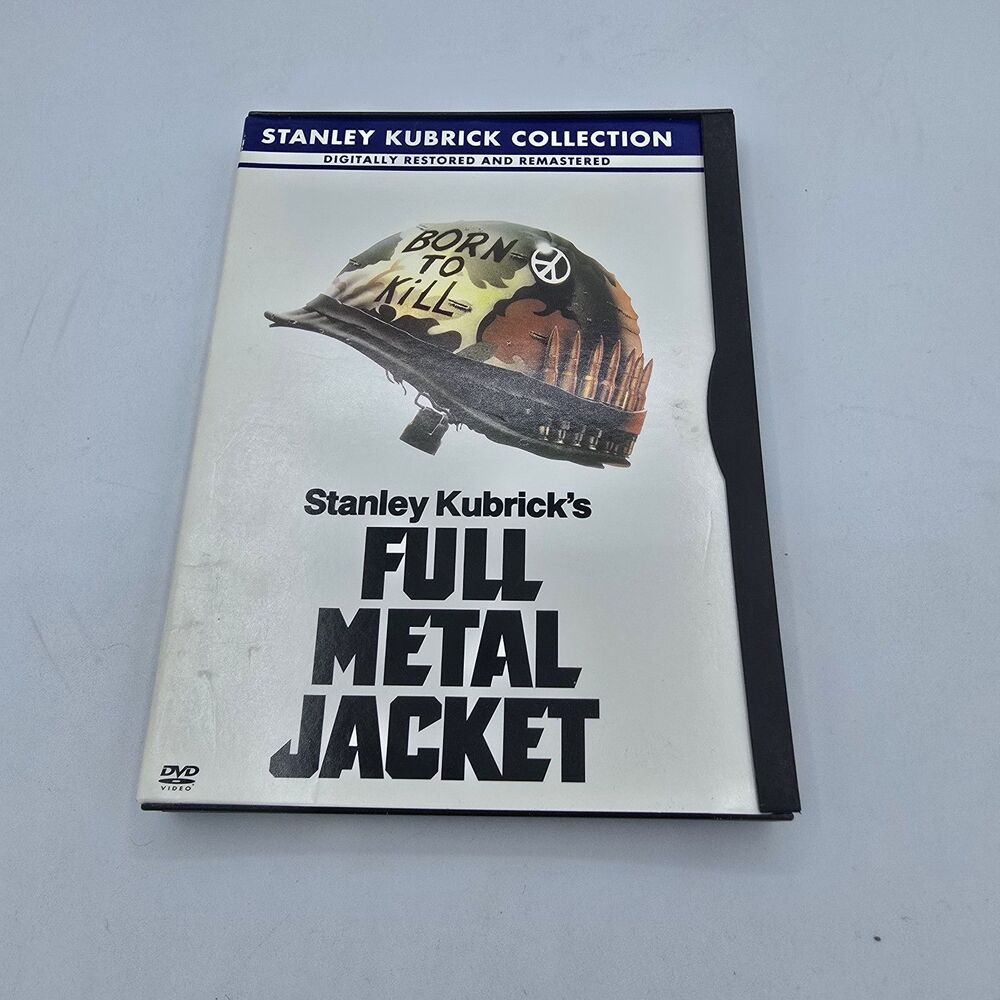 STANLEY KUBRICK COLLECTION
DIGITALLY RESTORED AND REMASTERED
BORN
TO
KiLL
Stanley Kubrick's
FULL
METAL
JACKET
DVD
VIDEO